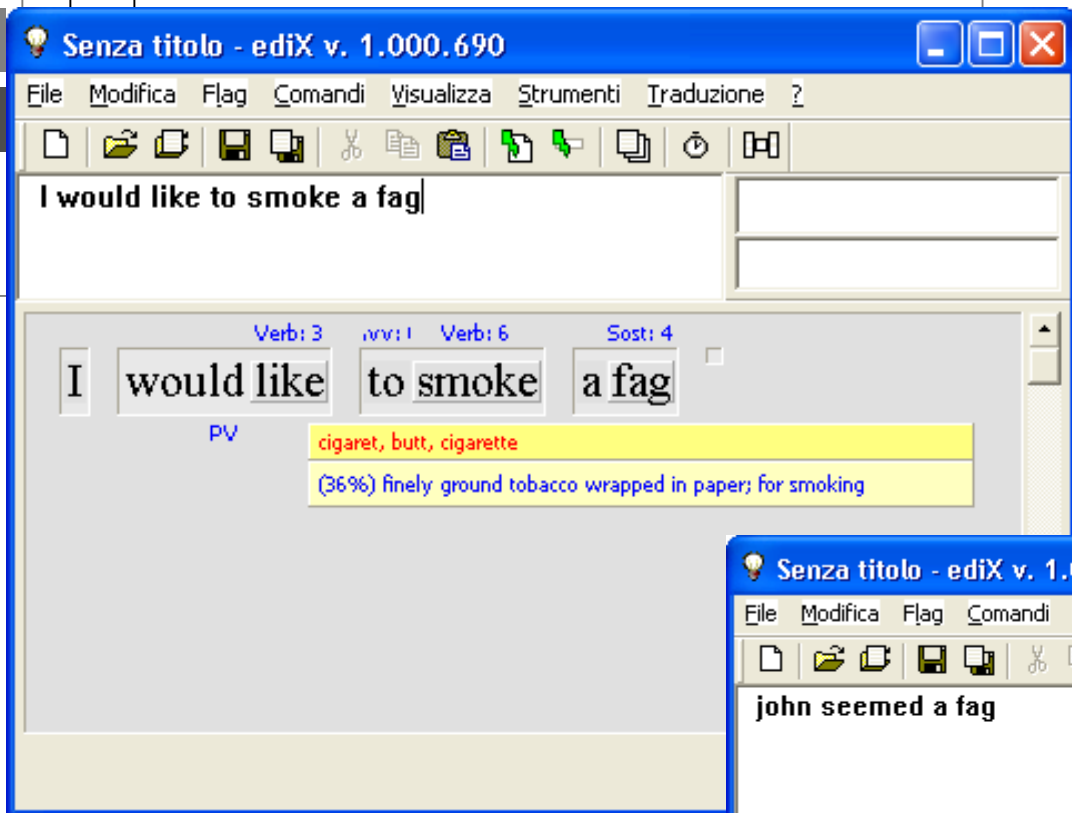 Senza titolo - ediX v. 1.000.690
File Modifica Flag Comandi Visualizza Strumenti Traduzione ?
I would like to smoke a fag
Verb: 3 Verb: 6 Sost: 4
I would like to smoke a fag
PV
cigaret, butt, cigarette
(36%) finely ground tobacco wrapped in paper; for smoking
Senza titolo - ediX v. 1.
File Modifica Flag Comandi
john seemed a fag